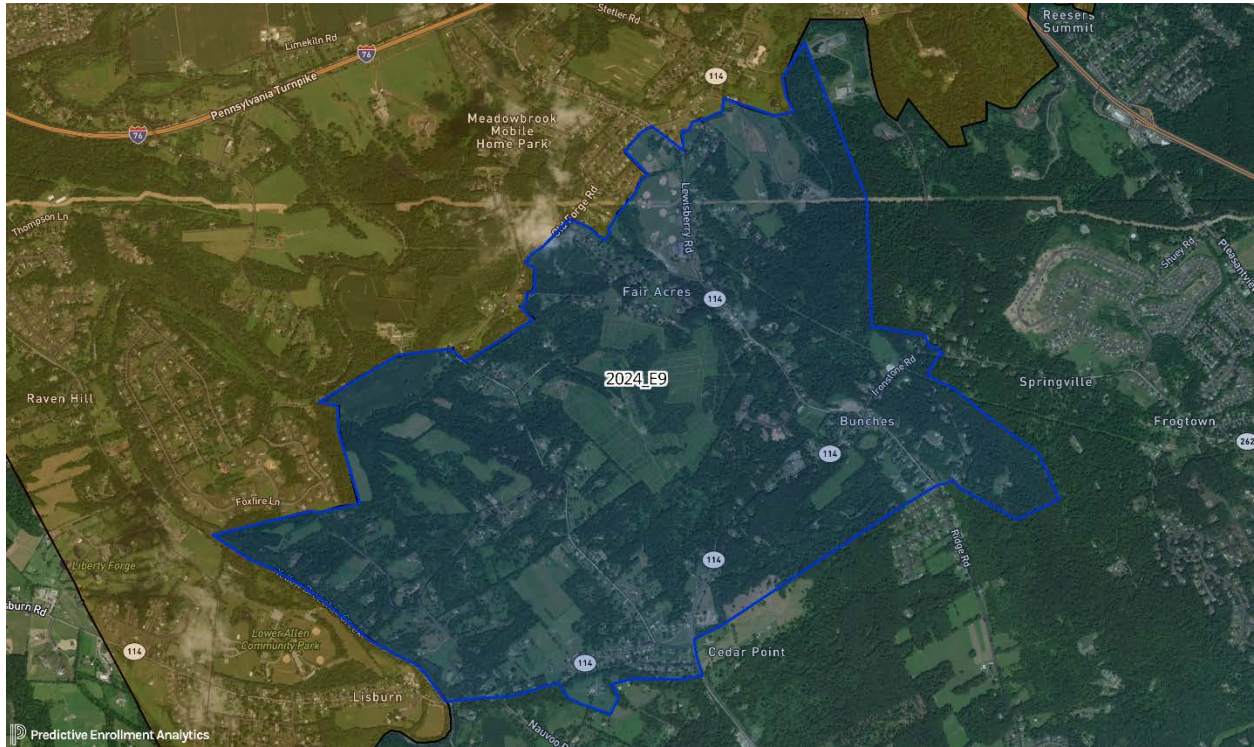 Stetler Rd
Reesers
Summit
Limekiln Rd
76
114
Pennsylvania Turnpike
76
Meadowbrook
Mobile
Home Park
Thompson Ln
Old Forge Rd
Lewisberry Rd
Shuey Rd
Pleasantview
Fair Acres
114
2024_E9
Ironstone Rd
Springville
Raven Hill
Bunches
Frogtown
262
114
Foxfire Ln
Ridge Rd
114
Liberty Forge
sburn Rd
Lower Allen
Community Park
114
Cedar Point
114
Lisburn
Nauvoo
Predictive Enrollment Analytics